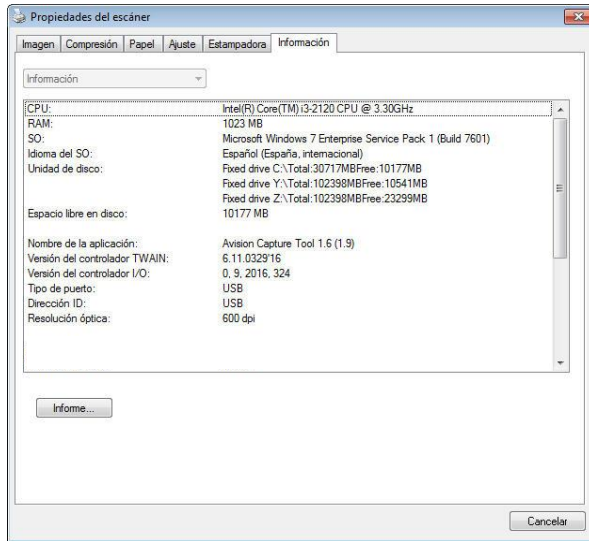 Propiedades del escáner
Imagen Compresión Papel Ajuste Estampadora Información
Información
CPU: Intel(R) Core(TM) i3-2120 CPU @ 3.30GHz
RAM: 1023 MB
SO: Microsoft Windows 7 Enterprise Service Pack 1 (Build 7601)
Idioma del SO: Español (España, internacional)
Unidad de disco: Fixed drive C:\Total:30717MBFree:10177MB
Fixed drive Y:\Total:102398MBFree:10541MB
Fixed drive Z:\Total:102398MBFree:23299MB
Espacio libre en disco: 10177 MB
Nombre de la aplicación: Avision Capture Tool 1.6 (1.9)
Versión del controlador TWAIN: 6.11.0329'16
Versión del controlador I/O: 0, 9, 2016, 324
Tipo de puerto: USB
Dirección ID: USB
Resolución óptica: 600 dpi
Informe...
Cancelar